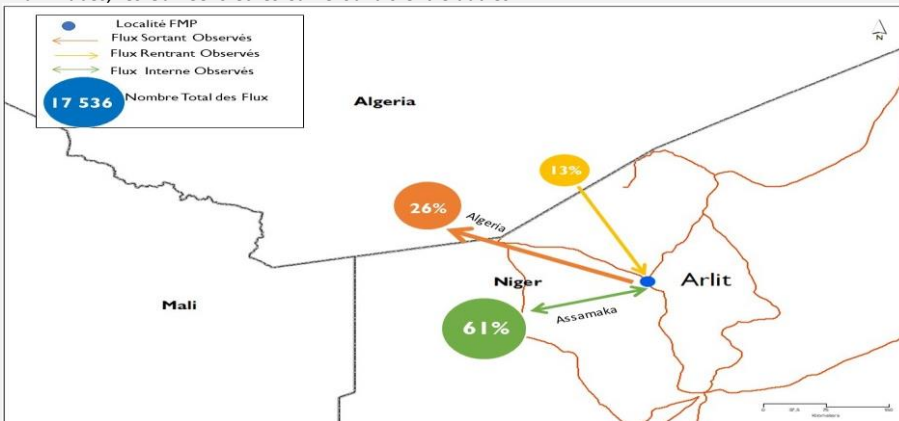 Localité FMP
Flux Sortant Observés
Flux Rentrant Observés
Flux Interne Observés
17 536 Nombre Total des Flux
N
Algeria
13%
26%
Algeria
Niger
Arlit
Mali
Assamaka
61%